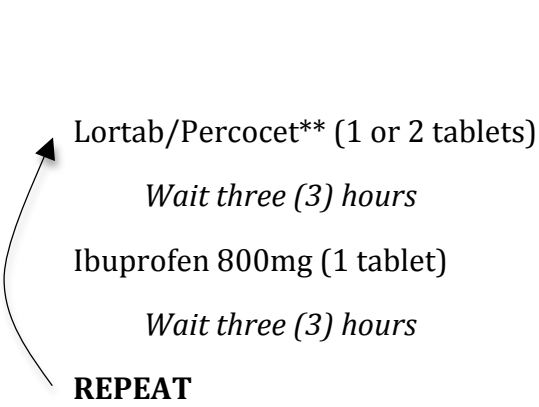 Lortab/Percocet** (1 or 2 tablets)
Wait three (3) hours
Ibuprofen 800mg (1 tablet)
Wait three (3) hours
REPEAT